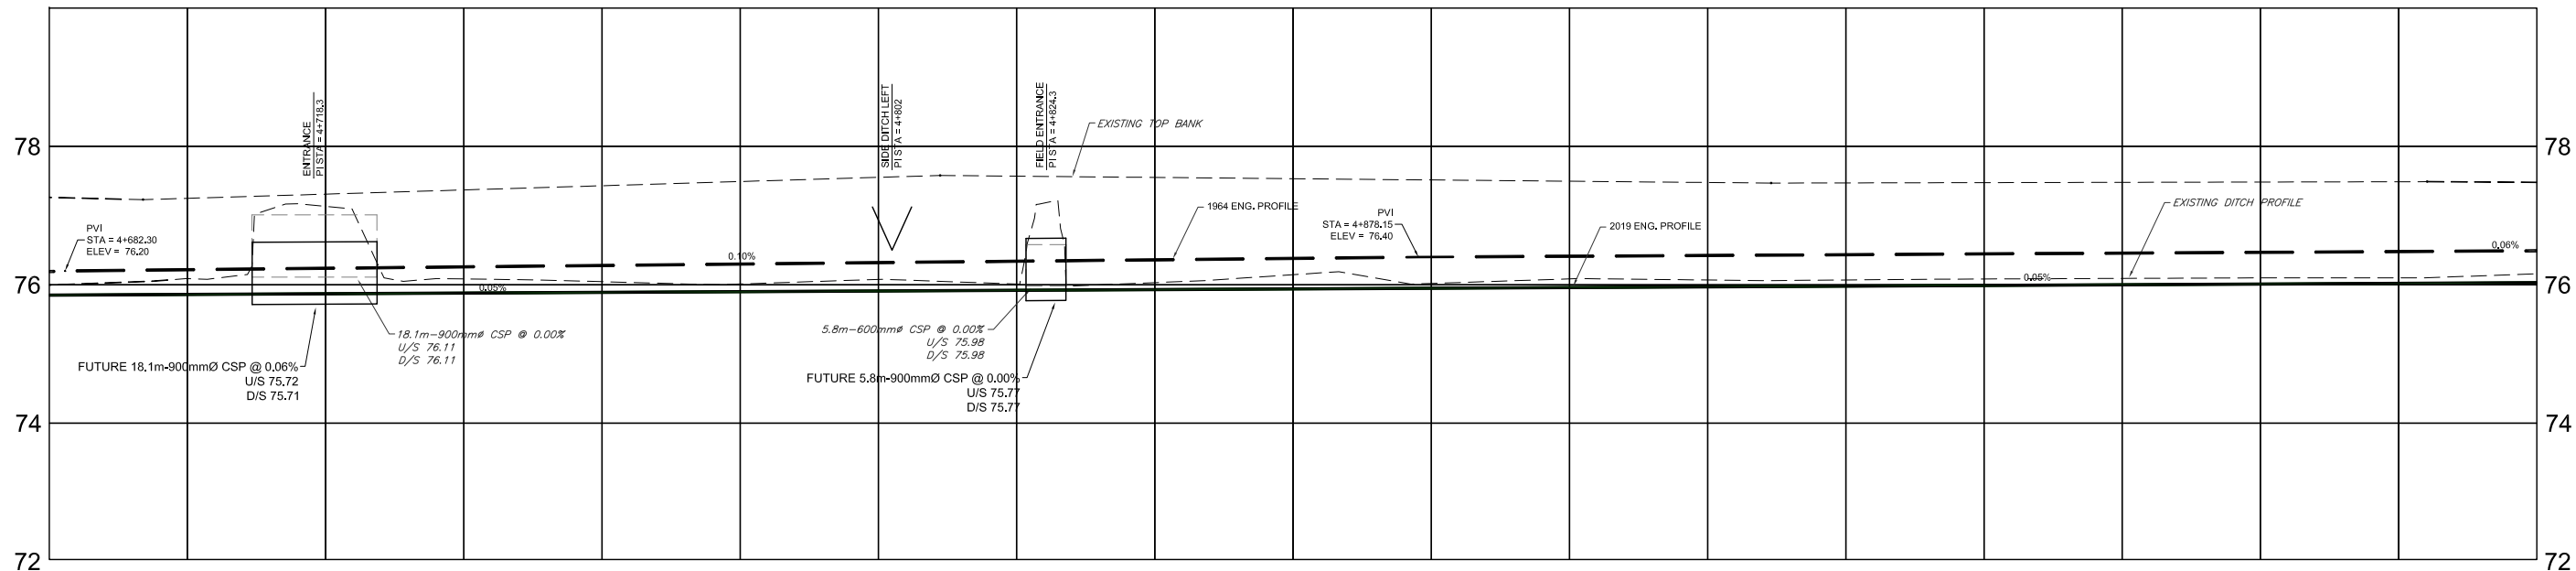 ENTRANCE
PI STA = 4+718.3
SIDE DITCH LEFT
PI STA = 4+802
FIELD ENTRANCE
PI STA = 4+824.3
EXISTING TOP BANK
78
78
PVI
STA = 4+682.30
ELEV = 76.20
1964 ENG. PROFILE
PVI
STA = 4+878.15
ELEV = 76.40
2019 ENG. PROFILE
EXISTING DITCH PROFILE
0.10%
0.06%
76
0.05%
0.05%
76
18.1m-900mmø CSP @ 0.00%
U/S 76.11
D/S 76.11
5.8m-600mmø CSP @ 0.00%
U/S 75.98
D/S 75.98
FUTURE 18.1m-900mmØ CSP @ 0.06%
U/S 75.72
D/S 75.71
FUTURE 5.8m-900mmØ CSP @ 0.00%
U/S 75.77
D/S 75.77
74
74
72
72